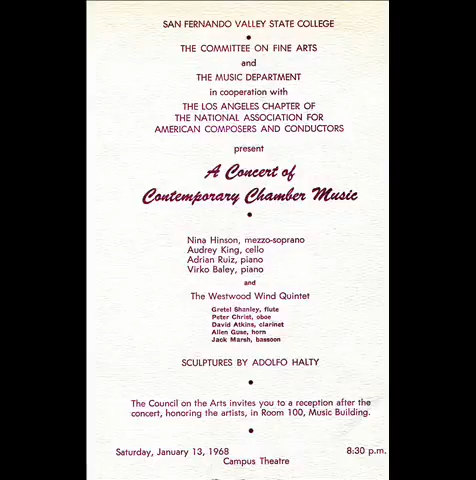 SAN FERNANDO VALLEY STATE COLLEGE
THE COMMITTEE ON FINE ARTS
and
THE MUSIC DEPARTMENT
in cooperation with
THE LOS ANGELES CHAPTER OF
THE NATIONAL ASSOCIATION FOR
AMERICAN COMPOSERS AND CONDUCTORS
present
A Concert of
Contemporary Chamber Music
Nina Hinson, mezzo-soprano
Audrey King, cello
Adrian Ruiz, piano
Virko Baley, piano
and
The Westwood Wind Quintet
Gretel Shanley, flute
Peter Christ, oboe
David Atkins, clarinet
Allen Guse, horn
Jack Marsh, bassoon
SCULPTURES BY ADOLFO HALTY
The Council on the Arts invites you to a reception after the
concert, honoring the artists, in Room 100, Music Building.
Saturday, January 13, 1968 8:30 p.m.
Campus Theatre